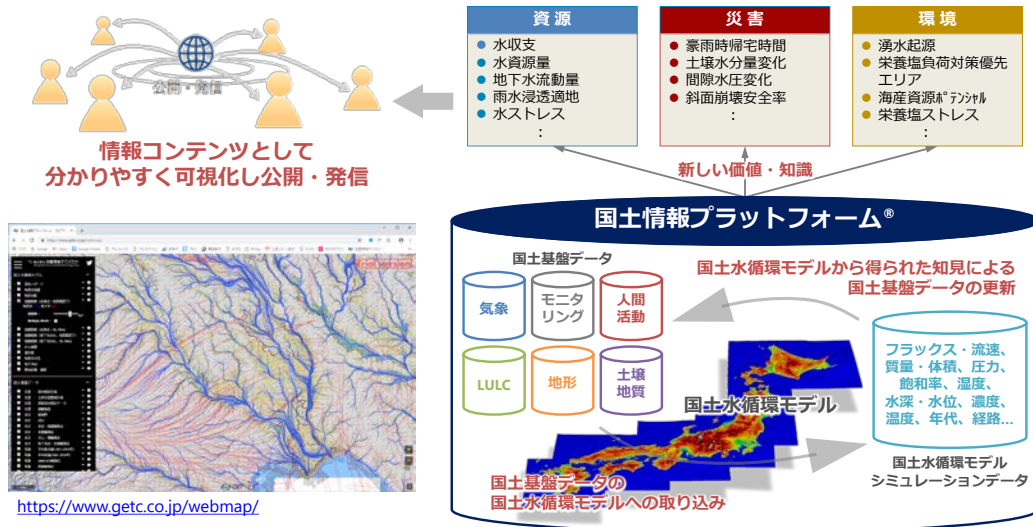 公開・発信
情報コンテンツとして
分かりやすく可視化し公開・発信
資 源
水収支
水資源量
地下水流動量
雨水浸透適地
水ストレス
:
災 害
豪雨時帰宅時間
土壌水分量変化
間隙水圧変化
斜面崩壊安全率
:
環 境
湧水起源
栄養塩負荷対策優先
エリア
海産資源ﾎﾟﾃﾝｼｬﾙ
栄養塩ストレス
:
新しい価値・知識
国土情報プラットフォーム®
国土基盤データ
気象
モニタ
リング
人間
活動
LULC
地形
土壌
地質
国土水循環モデルから得られた知見による
国土基盤データの更新
フラックス・流速、
質量・体積、圧力、
飽和率、湿度、
水深・水位、濃度、
温度、年代、経路…
国土水循環モデル
国土水循環モデル
シミュレーションデータ
国土基盤データの
国土水循環モデルへの取り込み
Trial version
https://www.getc.co.jp/webmap/